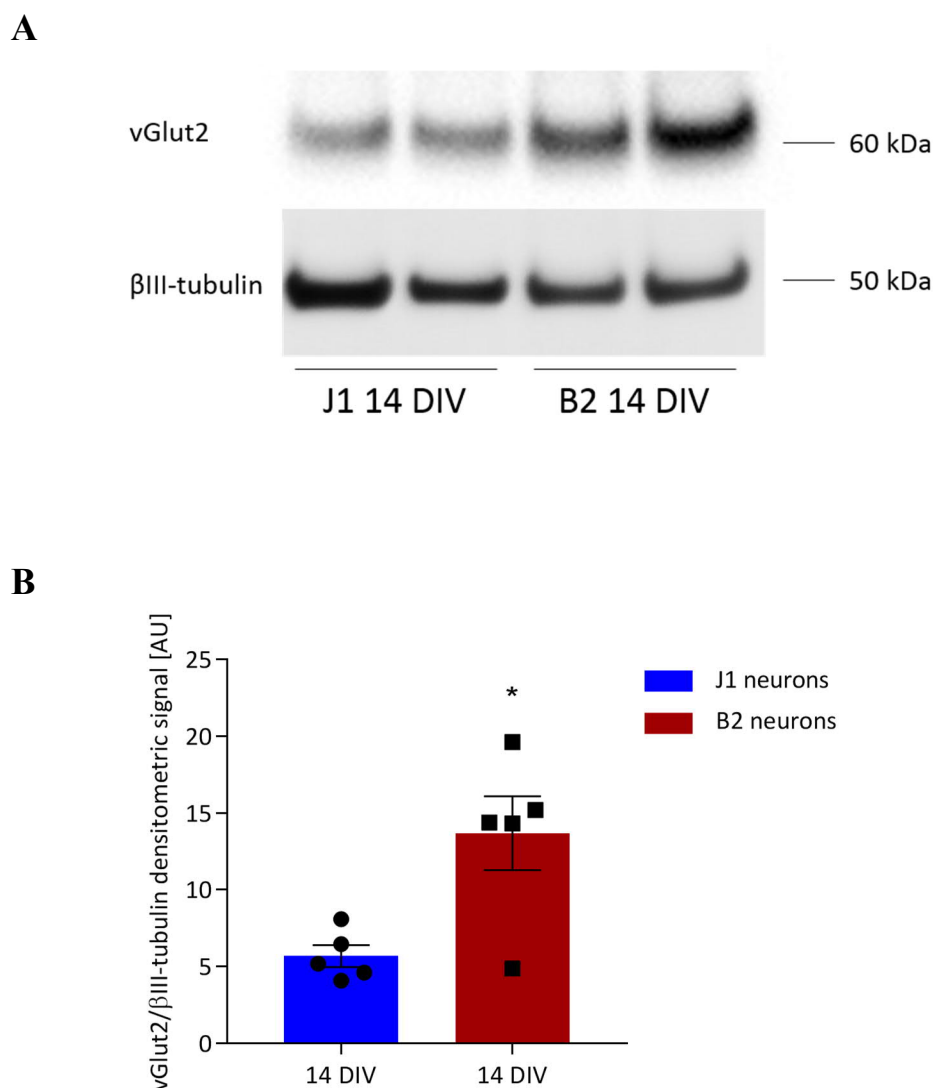 A
vGlut2
60 kDa
βIII-tubulin
50 kDa
J1 14 DIV
B2 14 DIV
B
vGlut2/βIII-tubulin densitometric signal [AU]
25
20
15
10
5
0
*
J1 neurons
B2 neurons
14 DIV
14 DIV